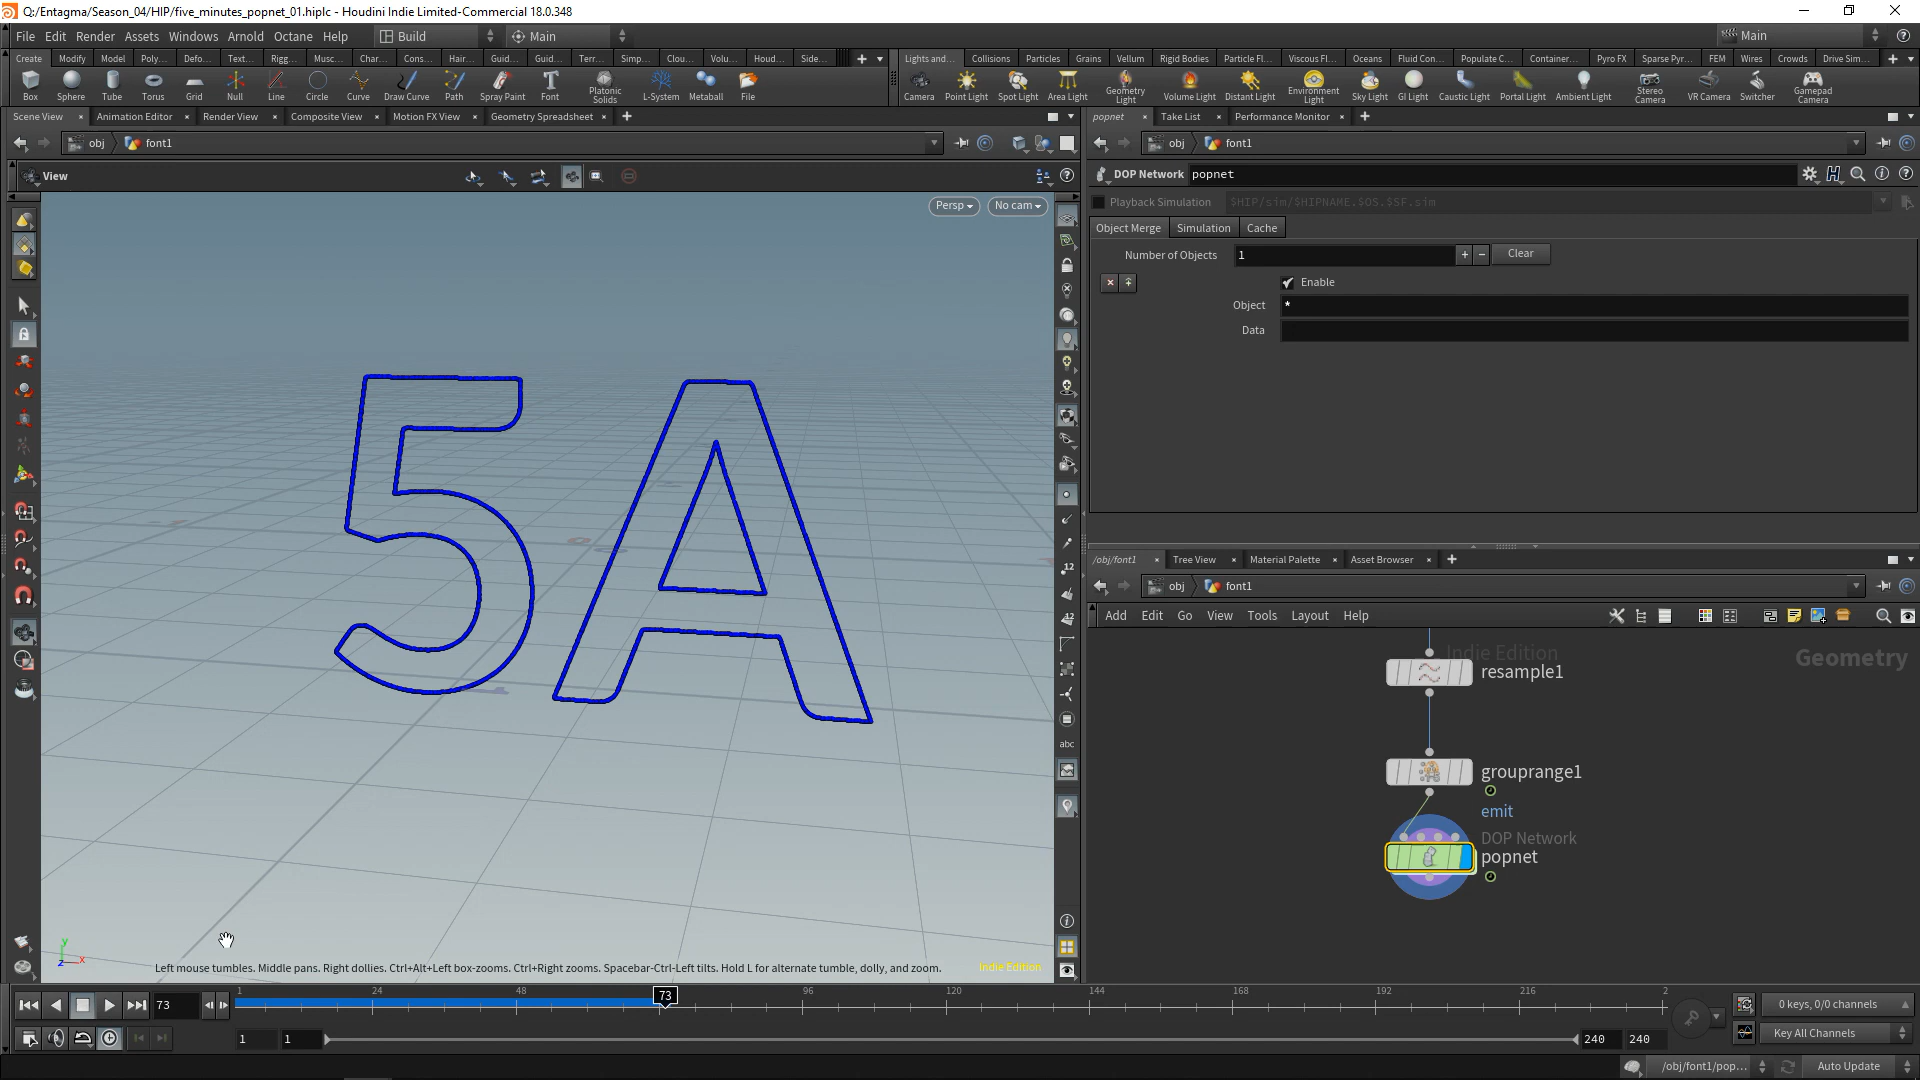 Q:/Entagma/Season_04/HIP/five_minutes_popnet_01.hiplc - Houdini Indie Limited-Commercial 18.0.348
File Edit Render Assets Windows Arnold Octane Help Build Main Main
Create Modify Model Poly... Defo... Text... Rigg... Musc... Char... Cons... Hair... Guid... Guid... Terr... Simp... Clou... Volu... Houd... Side...
Lights and... Collisions Particles Grains Vellum Rigid Bodies Particle Fl... Viscous Fl... Oceans Fluid Con... Populate C... Container... Pyro FX Sparse Pyr... FEM Wires Crowds Drive Sim...
Box Sphere Tube Torus Grid Null Line Circle Curve Draw Curve Path Spray Paint Font Platonic Solids L-System Metaball File
Camera Point Light Spot Light Area Light Geometry Light Volume Light Distant Light Environment Light Sky Light GI Light Caustic Light Portal Light Ambient Light Stereo Camera VR Camera Switcher Gamepad Camera
Scene View Animation Editor Render View Composite View Motion FX View Geometry Spreadsheet
popnet Take List Performance Monitor
obj font1
obj font1
View
DOP Network popnet
Persp No cam
Playback Simulation $HIP/sim/$HIPNAME.$OS.$SF.sim
Object Merge Simulation Cache
Number of Objects 1 Clear
Enable
Object *
Data
5A
/obj/font1 Tree View Material Palette Asset Browser
obj font1
Add Edit Go View Tools Layout Help
Indie Edition
Geometry
resample1
grouprange1
emit
DOP Network
popnet
12
12
abc
y
z x
Left mouse tumbles. Middle pans. Right dollies. Ctrl+Alt+Left box-zooms. Ctrl+Right zooms. Spacebar-Ctrl-Left tilts. Hold L for alternate tumble, dolly, and zoom.
Indie Edition
73 1 24 48 73 96 120 144 168 192 216 2
0 keys, 0/0 channels
1 1 240 240 Key All Channels
/obj/font1/pop... Auto Update